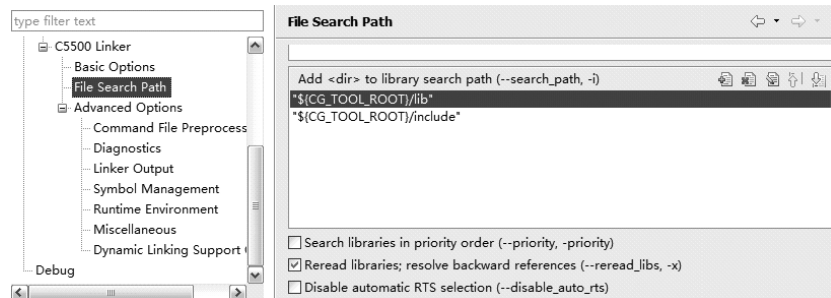 type filter text
C5500 Linker
Basic Options
File Search Path
Advanced Options
Command File Preprocess
Diagnostics
Linker Output
Symbol Management
Runtime Environment
Miscellaneous
Dynamic Linking Support
Debug
File Search Path
Add <dir> to library search path (--search_path, -i)
"${CG_TOOL_ROOT}/lib"
"${CG_TOOL_ROOT}/include"
Search libraries in priority order (--priority, -priority)
Reread libraries; resolve backward references (--reread_libs, -x)
Disable automatic RTS selection (--disable_auto_rts)